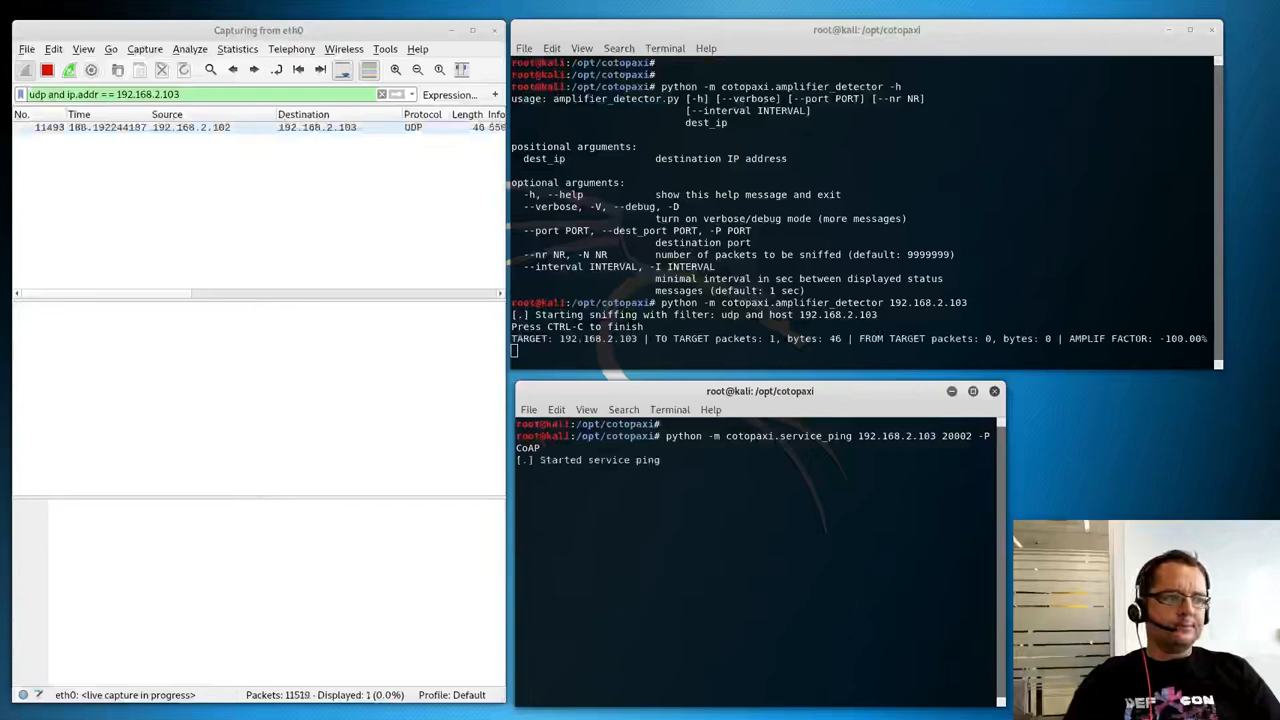 Capturing from eth0
File Edit View Go Capture Analyze Statistics Telephony Wireless Tools Help
udp and ip.addr == 192.168.2.103
Expression... +
No. Time Source Destination Protocol Length Info
11493 188.192244187 192.168.2.102 192.168.2.103 UDP 46
eth0: <live capture in progress>
Packets: 11519 · Displayed: 1 (0.0%)
Profile: Default
root@kali: /opt/cotopaxi
File Edit View Search Terminal Help
root@kali:/opt/cotopaxi#
root@kali:/opt/cotopaxi#
root@kali:/opt/cotopaxi# python -m cotopaxi.amplifier_detector -h
usage: amplifier_detector.py [-h] [--verbose] [--port PORT] [--nr NR]
[--interval INTERVAL]
dest_ip
positional arguments:
dest_ip destination IP address
optional arguments:
-h, --help show this help message and exit
--verbose, -V, --debug, -D
turn on verbose/debug mode (more messages)
--port PORT, --dest_port PORT, -P PORT
destination port
--nr NR, -N NR number of packets to be sniffed (default: 9999999)
--interval INTERVAL, -I INTERVAL
minimal interval in sec between displayed status
messages (default: 1 sec)
root@kali:/opt/cotopaxi# python -m cotopaxi.amplifier_detector 192.168.2.103
[.] Starting sniffing with filter: udp and host 192.168.2.103
Press CTRL-C to finish
TARGET: 192.168.2.103 | TO TARGET packets: 1, bytes: 46 | FROM TARGET packets: 0, bytes: 0 | AMPLIF FACTOR: -100.00%
root@kali: /opt/cotopaxi
File Edit View Search Terminal Help
root@kali:/opt/cotopaxi#
root@kali:/opt/cotopaxi# python -m cotopaxi.service_ping 192.168.2.103 20002 -P
CoAP
[.] Started service ping
DEF CON